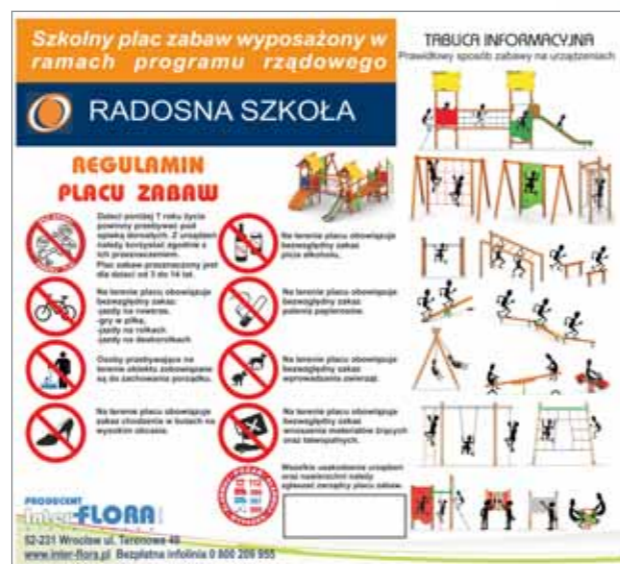 Szkolny plac zabaw wyposażony w
ramach programu rządowego
RADOSNA SZKOŁA
REGULAMIN
PLACU ZABAW
Dzieci poniżej 7 roku życia
powinny przebywać pod
opieką dorosłych. Z urządzeń
należy korzystać zgodnie z
ich przeznaczeniem.
Plac zabaw przeznaczony jest
dla dzieci od 3 do 14 lat.
Na terenie placu obowiązuje
bezwzględny zakaz:
-jazdy na rowerze,
-gry w piłkę,
-jazdy na rolkach
-jazdy na deskorolkach
Osoby przebywające na
terenie obiektu zobowiązane
są do zachowania porządku.
Na terenie placu obowiązuje
zakaz chodzenia w butach na
wysokim obcasie.
Na terenie placu obowiązuje
bezwzględny zakaz
picia alkoholu.
Na terenie placu obowiązuje
bezwzględny zakaz
palenia papierosów.
Na terenie placu obowiązuje
bezwzględny zakaz
wprowadzania zwierząt.
Na terenie placu obowiązuje
bezwzględny zakaz
wnoszenia materiałów żrących
oraz łatwopalnych.
Wszelkie uszkodzenia urządzeń
oraz nawierzchni należy
zgłaszać zarządcy placu zabaw.
TABLICA INFORMACYJNA
Prawidłowy sposób zabawy na urządzeniach
PRODUCENT
Inter-FLORA
52-231 Wrocław ul. Terenowa 49
www.inter-flora.pl Bezpłatna infolinia 0 800 209 955